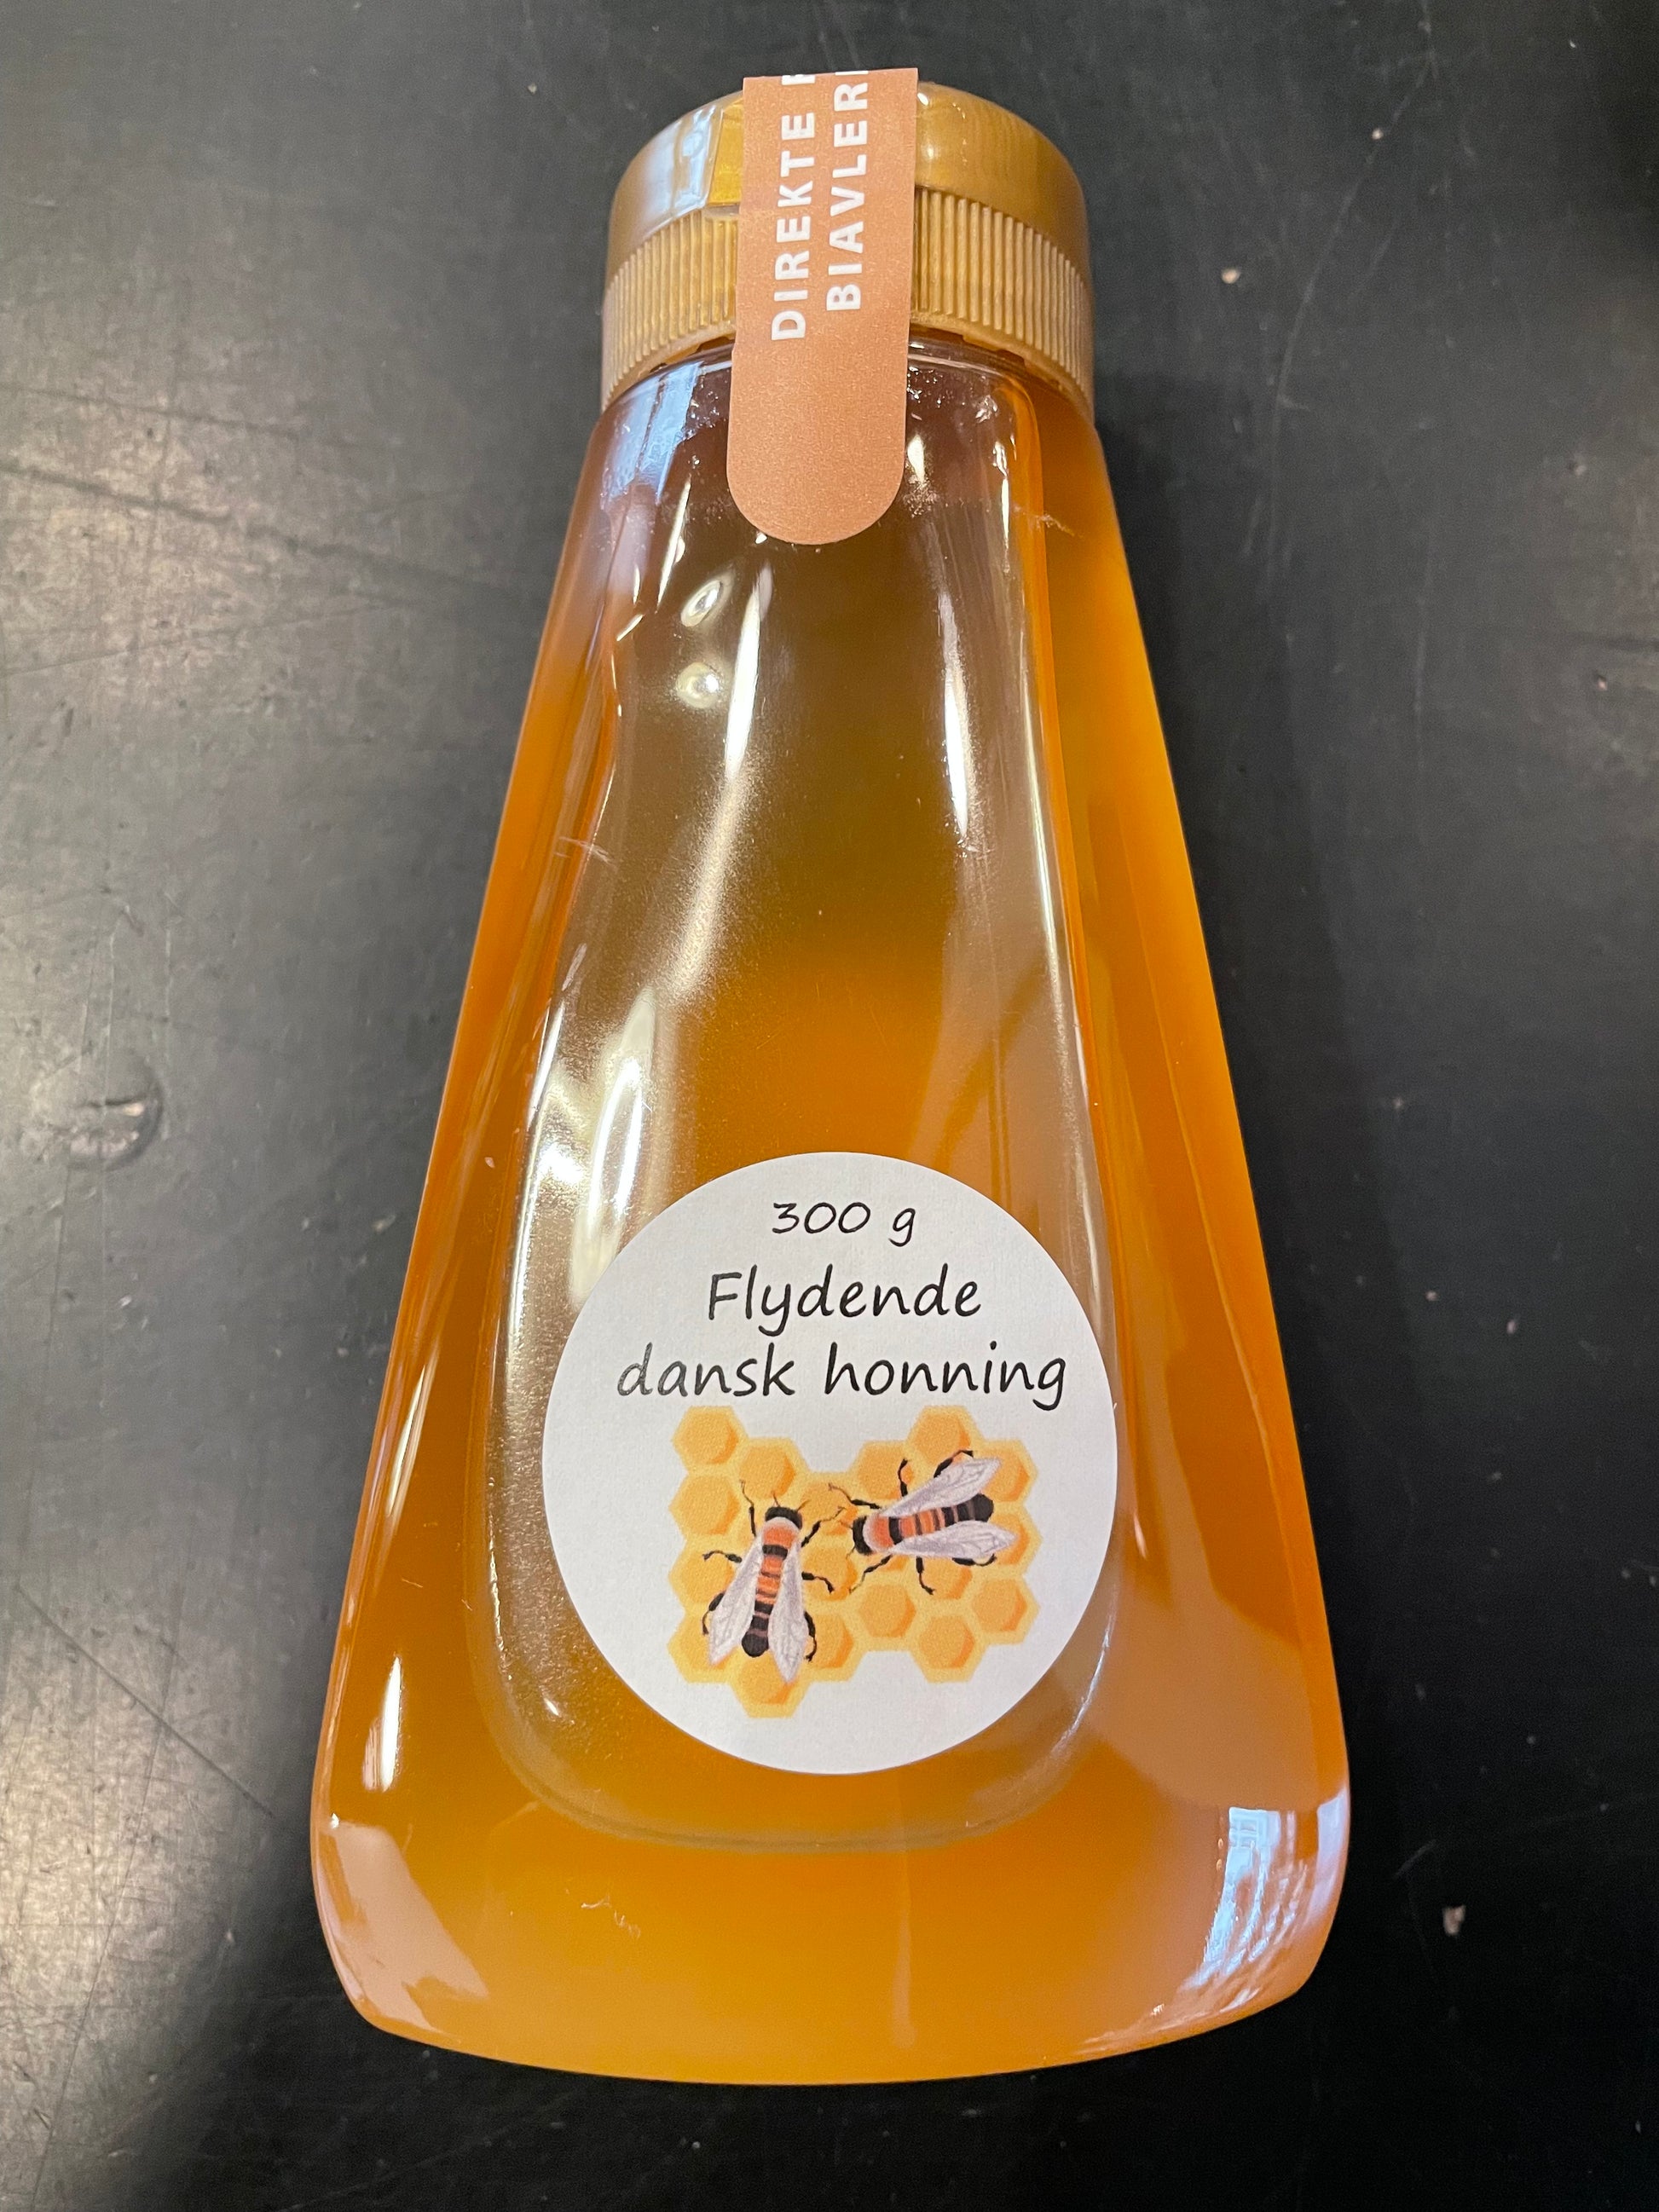 DIREKTE
BIAVLER
300 g
Flydende
dansk honning